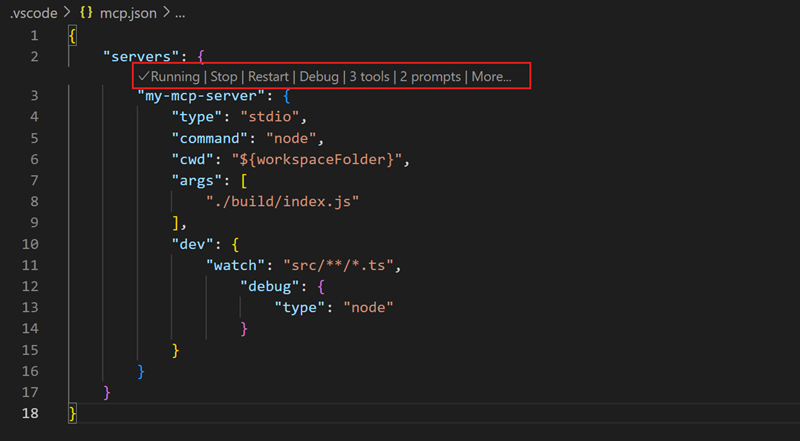 .vscode > {} mcp.json > ...
1 {
2     "servers": {
✓Running | Stop | Restart | Debug | 3 tools | 2 prompts | More...
3         "my-mcp-server": {
4             "type": "stdio",
5             "command": "node",
6             "cwd": "${workspaceFolder}",
7             "args": [
8                 "./build/index.js"
9             ],
10             "dev": {
11                 "watch": "src/**/*.ts",
12                     "debug": {
13                         "type": "node"
14                     }
15             }
16         }
17     }
18 }